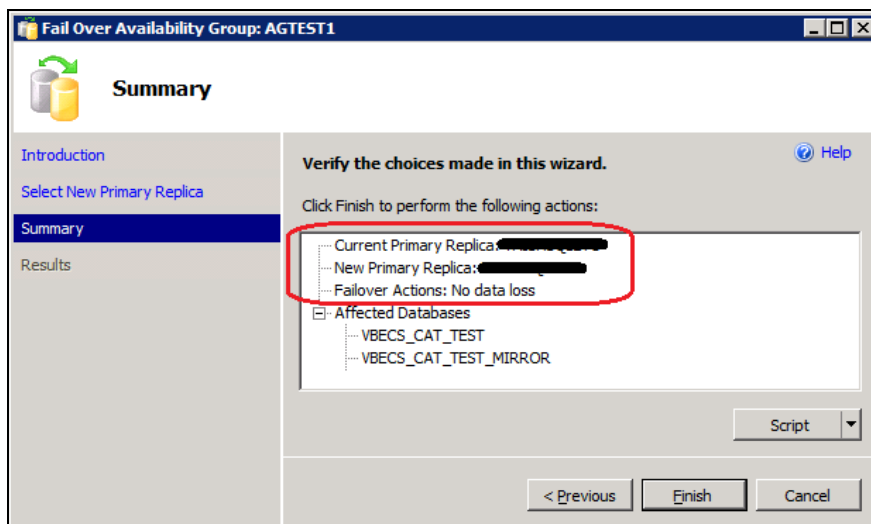 Fail Over Availability Group: AGTEST1
Summary
Introduction
Select New Primary Replica
Summary
Results
Help
Verify the choices made in this wizard.
Click Finish to perform the following actions:
Current Primary Replica:
New Primary Replica:
Failover Actions: No data loss
Affected Databases
VBECS_CAT_TEST
VBECS_CAT_TEST_MIRROR
Script
< Previous
Finish
Cancel